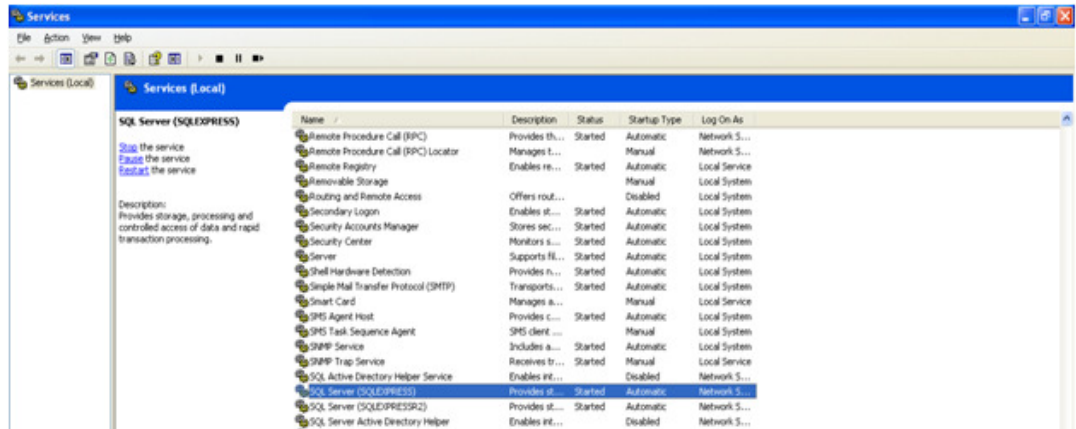 Services
File Action View Help
Services (Local)
Services (Local)
SQL Server (SQLEXPRESS)
Stop the service
Pause the service
Restart the service
Description:
Provides storage, processing and
controlled access of data and rapid
transaction processing.
Name Description Status Startup Type Log On As
Remote Procedure Call (RPC) Provides th... Started Automatic Network S...
Remote Procedure Call (RPC) Locator Manages t... Manual Network S...
Remote Registry Enables re... Started Automatic Local Service
Removable Storage Manual Local System
Routing and Remote Access Offers rout... Disabled Local System
Secondary Logon Enables st... Started Automatic Local System
Security Accounts Manager Stores sec... Started Automatic Local System
Security Center Monitors s... Started Automatic Local System
Server Supports fil... Started Automatic Local System
Shell Hardware Detection Provides n... Started Automatic Local System
Simple Mail Transfer Protocol (SMTP) Transports... Started Automatic Local System
Smart Card Manages a... Manual Local Service
SMS Agent Host Provides c... Started Automatic Local System
SMS Task Sequence Agent SMS client ... Manual Local System
SNMP Service Includes a... Started Automatic Local System
SNMP Trap Service Receives tr... Started Manual Local Service
SQL Active Directory Helper Service Enables int... Disabled Network S...
SQL Server (SQLEXPRESS) Provides st... Started Automatic Network S...
SQL Server (SQLEXPRESSR2) Provides st... Started Automatic Network S...
SQL Server Active Directory Helper Enables int... Disabled Network S...